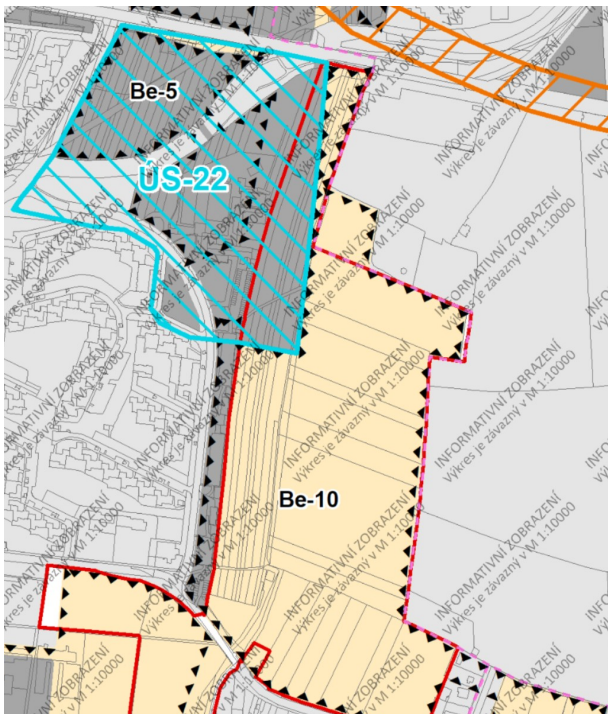 Be-5
ÚS-22
Be-10
INFORMATIVNÍ ZOBRAZENÍ
Výkres je závazný v M 1:10000